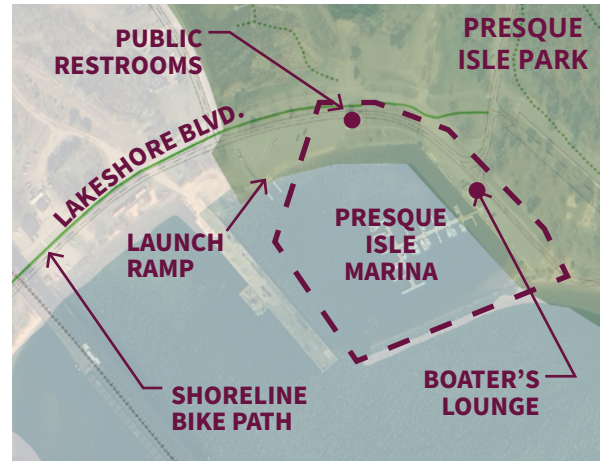 PUBLIC
RESTROOMS
PRESQUE
ISLE PARK
LAKESHORE BLVD.
LAUNCH
RAMP
PRESQUE
ISLE
MARINA
SHORELINE
BIKE PATH
BOATER'S
LOUNGE